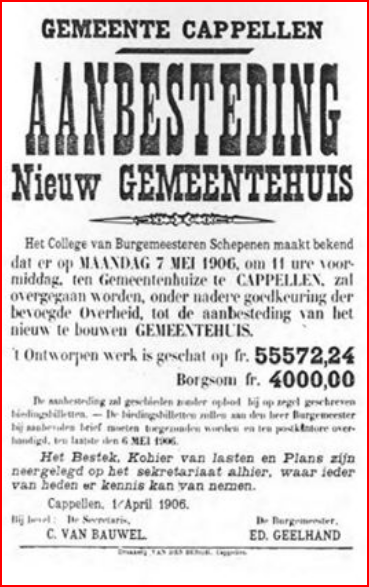 GEMEENTE CAPPELLEN
AANBESTEDING
Nieuw GEMEENTEHUIS
Het College van Burgemeesteren Schepenen maakt bekend
dat er op MAANDAG 7 MEI 1906, om 11 ure voor-
middag, ten Gemeentenhuize te CAPPELLEN, zal
overgegaan worden, onder nadere goedkeuring der
bevoegde Overheid, tot de aanbesteding van het
nieuw te bouwen GEMEENTEHUIS.
't Ontworpen werk is geschat op fr. 55572,24
Borgsom fr. 4000,00
De aanbesteding zal geschieden zonder opbod bij op zegel geschreven
biedingsbilletten. — De biedingsbilletten zullen aan den heer Burgemeester
bij aanbevolen brief moeten toegezonden worden en ten postkantore over-
handigd, ten laatste den 6 MEI 1906.
Het Bestek, Kohier van lasten en Plans zijn
neergelegd op het sekretariaat alhier, waar ieder
van heden er kennis kan van nemen.
Cappellen, 1 April 1906.
Bij bevel: De Secretaris,
C. VAN BAUWEL.
De Burgemeester,
ED. GEELHAND
VAN DEN Cappellen.